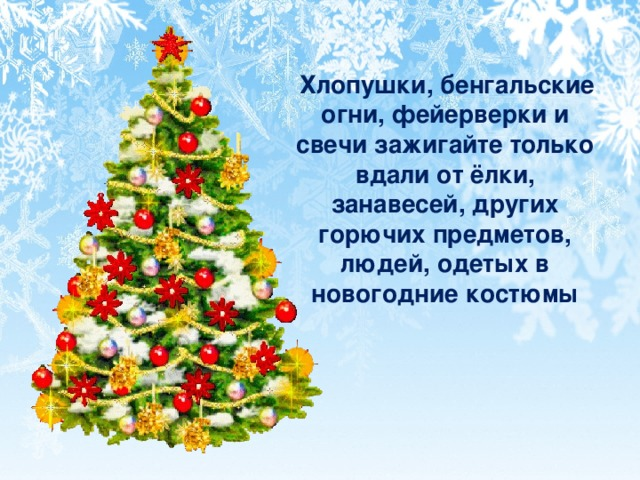 Хлопушки, бенгальские
огни, фейерверки и
свечи зажигайте только
вдали от ёлки,
занавесей, других
горючих предметов,
людей, одетых в
новогодние костюмы